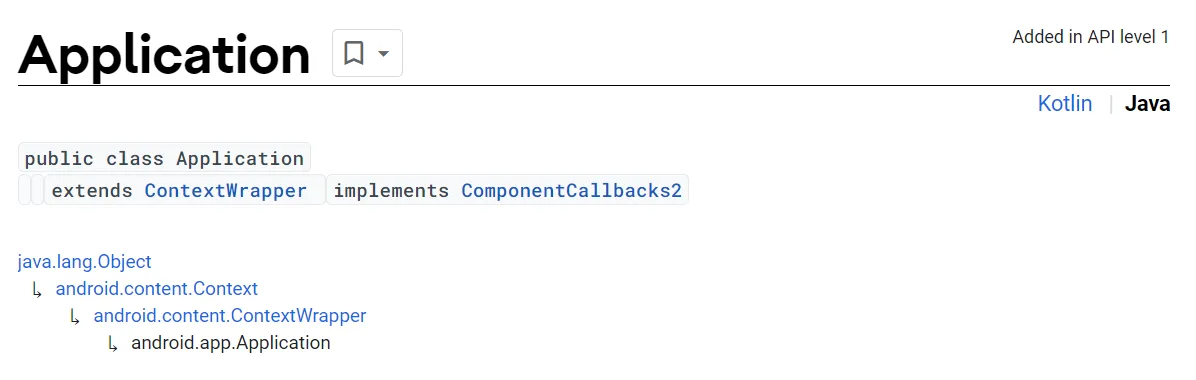 Application
Added in API level 1
Kotlin | Java
public class Application
extends ContextWrapper implements ComponentCallbacks2
java.lang.Object
↳ android.content.Context
↳ android.content.ContextWrapper
↳ android.app.Application